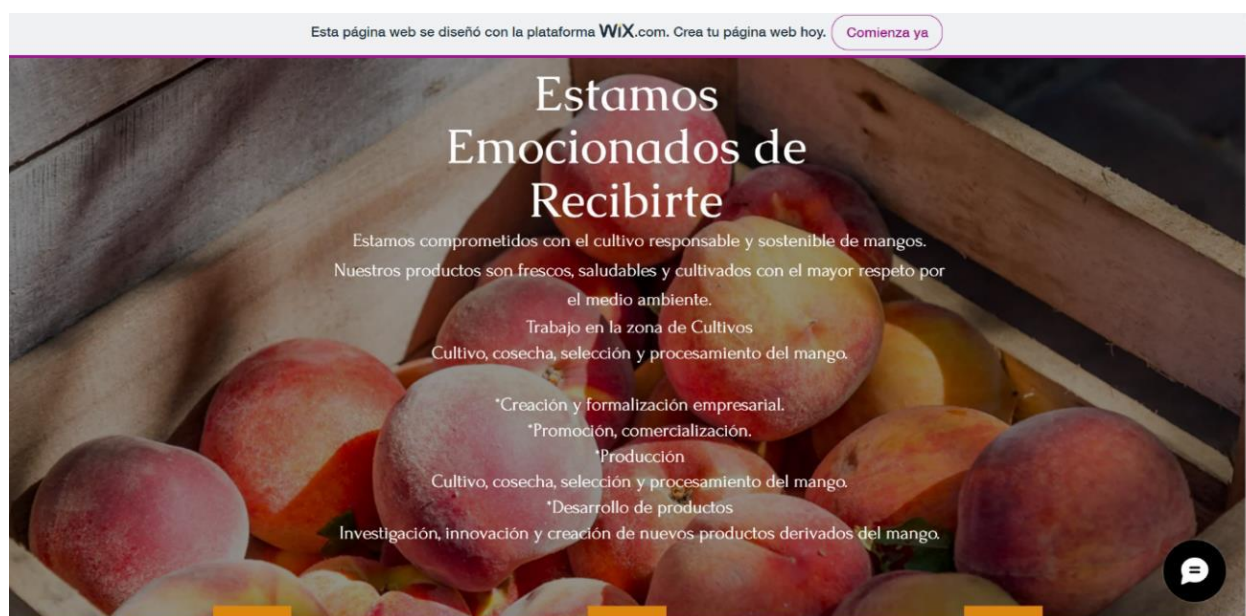 Esta página web se diseñó con la plataforma WiX.com. Crea tu página web hoy. Comienza ya
Estamos
Emocionados de
Recibirte
Estamos comprometidos con el cultivo responsable y sostenible de mangos.
Nuestros productos son frescos, saludables y cultivados con el mayor respeto por
el medio ambiente.
Trabajo en la zona de Cultivos
Cultivo, cosecha, selección y procesamiento del mango.
*Creación y formalización empresarial.
*Promoción, comercialización.
*Producción
Cultivo, cosecha, selección y procesamiento del mango.
*Desarrollo de productos
Investigación, innovación y creación de nuevos productos derivados del mango.